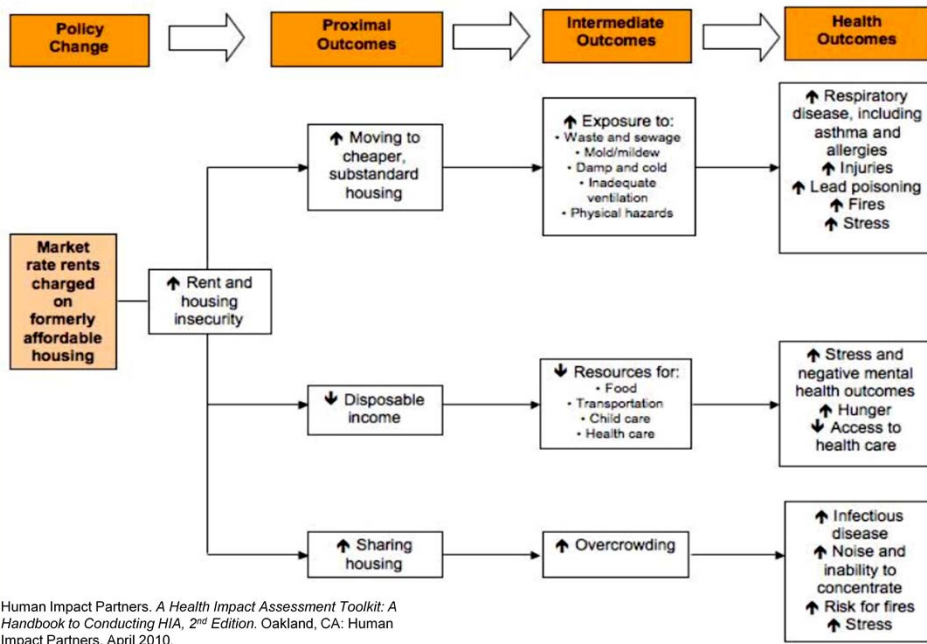 Policy
Change
Proximal
Outcomes
Intermediate
Outcomes
Health
Outcomes
Market
rate rents
charged
on
formerly
affordable
housing
↑ Rent and
housing
insecurity
↑ Moving to
cheaper,
substandard
housing
↑ Exposure to:
• Waste and sewage
• Mold/mildew
• Damp and cold
• Inadequate
ventilation
• Physical hazards
↑ Respiratory
disease, including
asthma and
allergies
↑ Injuries
↑ Lead poisoning
↑ Fires
↑ Stress
↓ Disposable
income
↓ Resources for:
• Food
• Transportation
• Child care
• Health care
↑ Stress and
negative mental
health outcomes
↑ Hunger
↓ Access to
health care
↑ Sharing
housing
↑ Overcrowding
↑ Infectious
disease
↑ Noise and
inability to
concentrate
↑ Risk for fires
↑ Stress
Human Impact Partners. A Health Impact Assessment Toolkit: A
Handbook to Conducting HIA, 2nd Edition. Oakland, CA: Human
Impact Partners. April 2010.